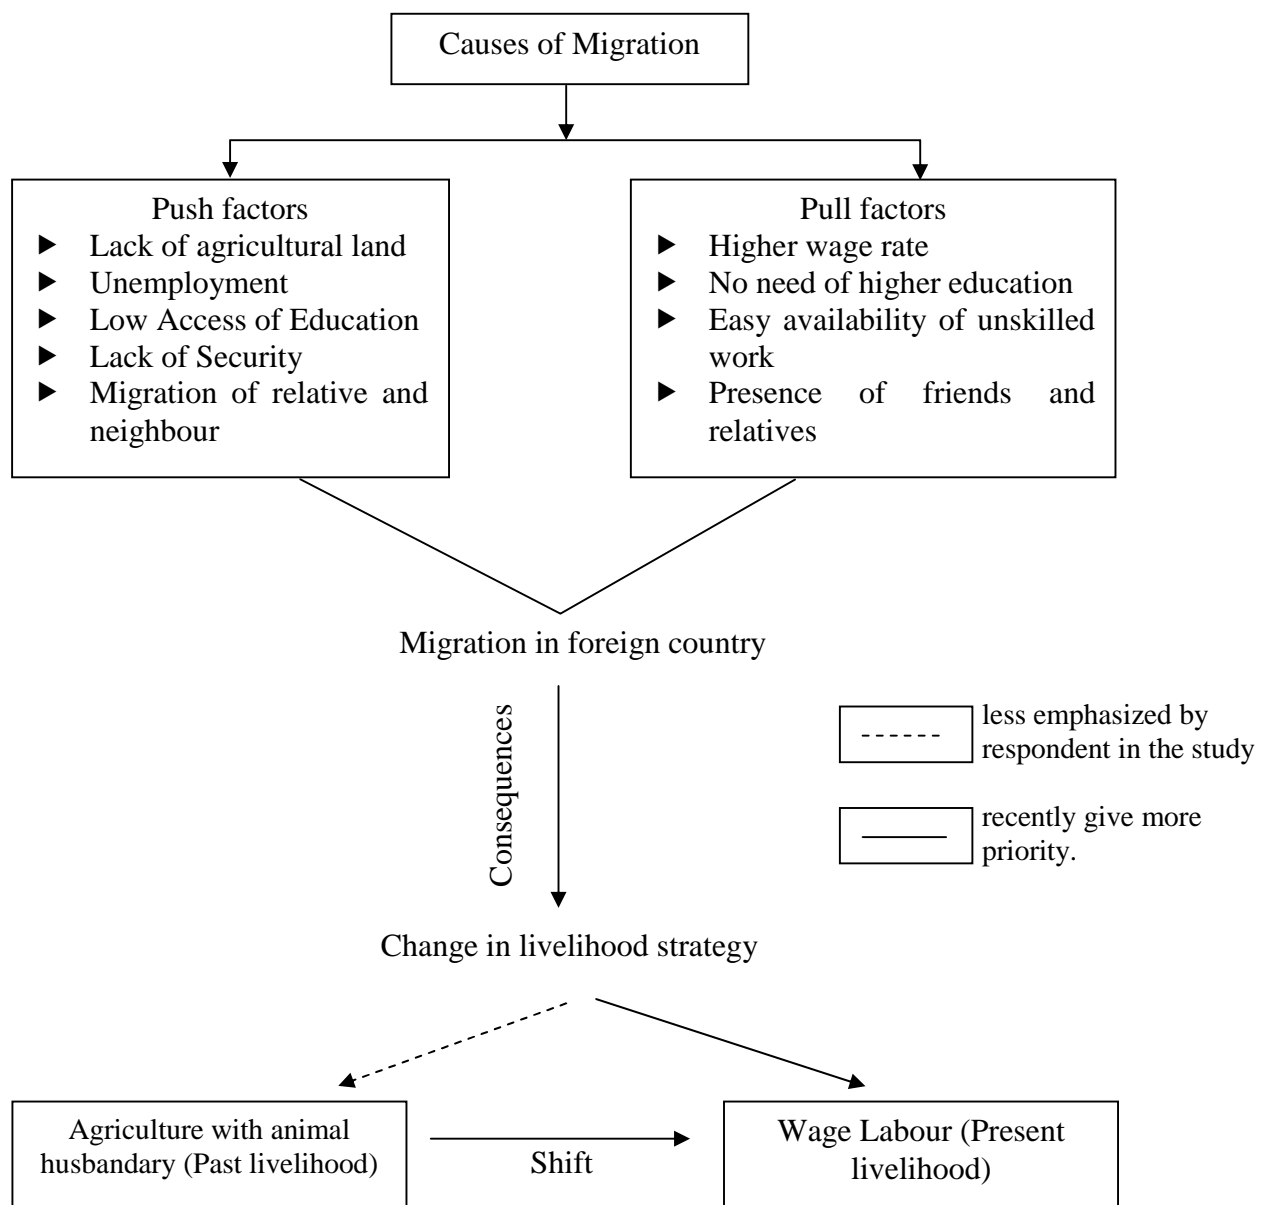 Causes of Migration
Push factors
Lack of agricultural land
Unemployment
Low Access of Education
Lack of Security
Migration of relative and
neighbour
Pull factors
Higher wage rate
No need of higher education
Easy availability of unskilled
work
Presence of friends and
relatives
Migration in foreign country
Consequences
less emphasized by
respondent in the study
recently give more
priority.
Change in livelihood strategy
Agriculture with animal
husbandary (Past livelihood)
Shift
Wage Labour (Present
livelihood)